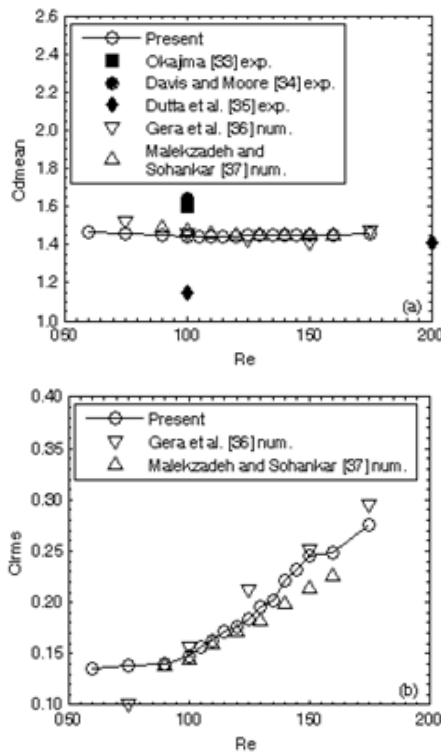 2.6
2.4
2.2
2.0
1.8
1.6
1.4
1.2
1.0
Cdmean
Present
Okajima [33] exp.
Davis and Moore [34] exp.
Dutta et al. [35] exp.
Gera et al. [36] num.
Malekzadeh and
Sohankar [37] num.
(a)
050 100 150 200
Re
0.40
0.30
0.25
0.20
0.15
0.10
Clrms
Present
Gera et al. [36] num.
Malekzadeh and Sohankar [37] num.
(b)
050 100 150 200
Re